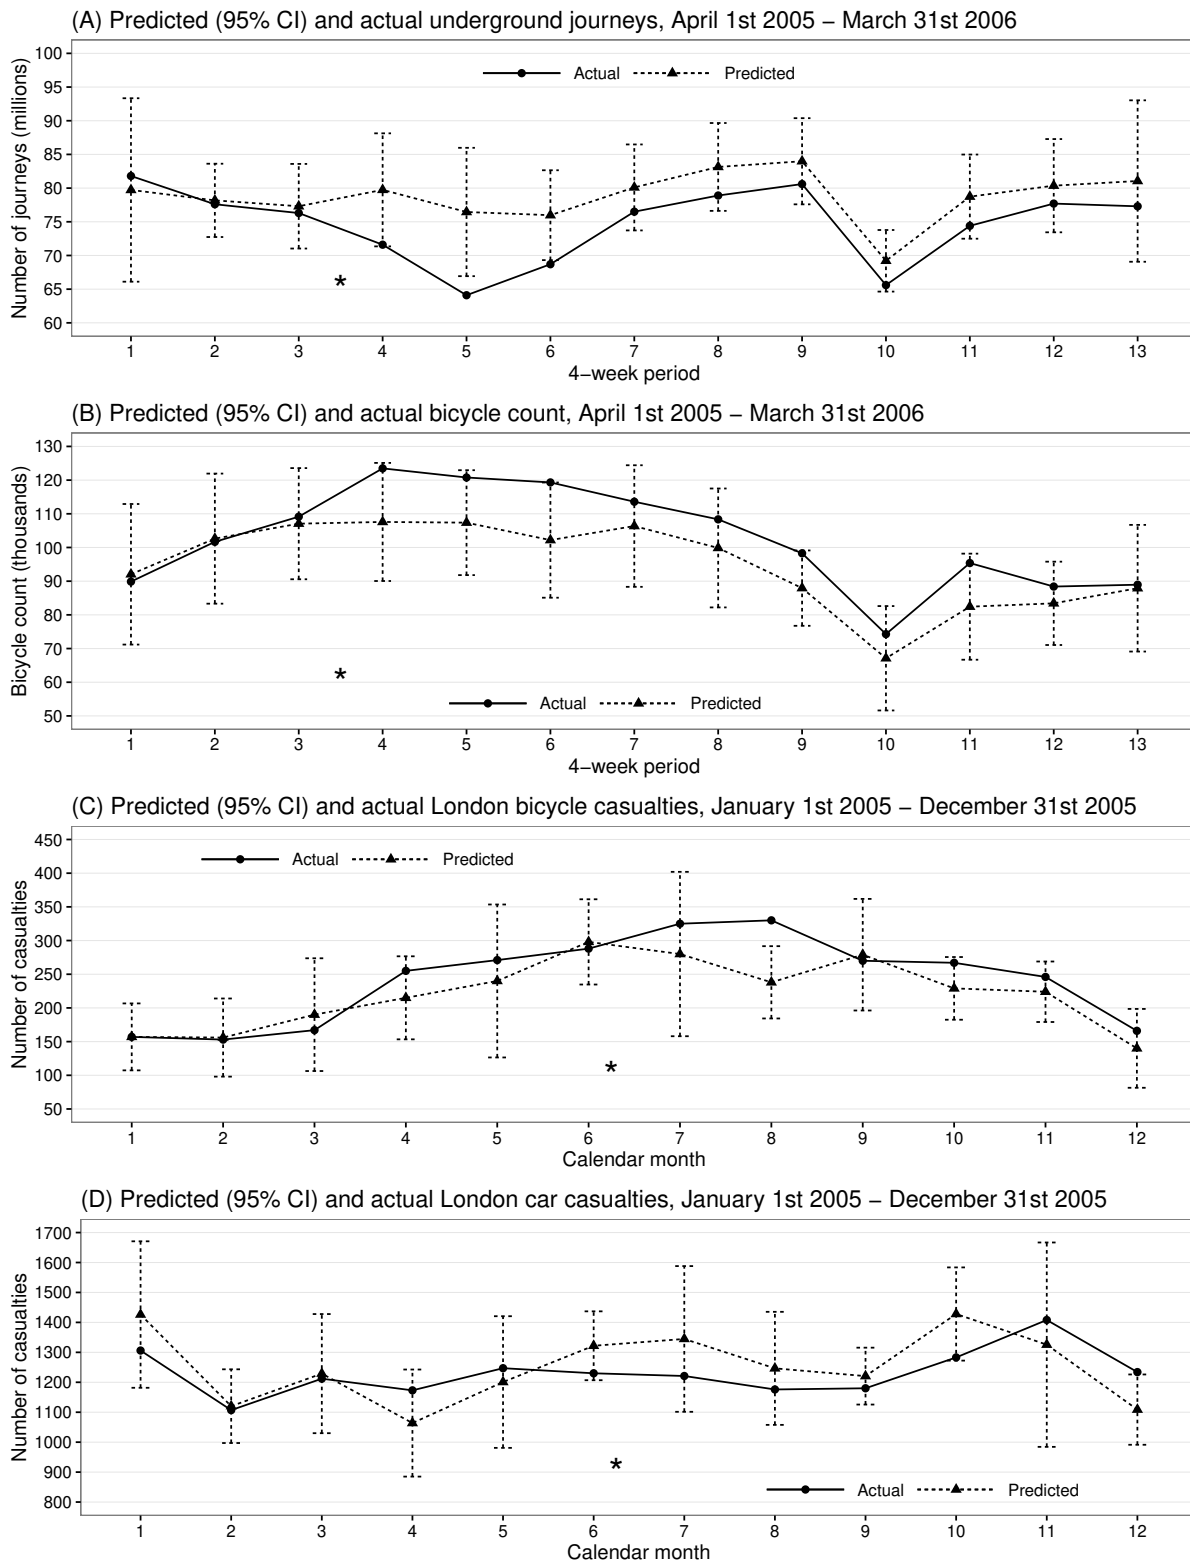 (A) Predicted (95% CI) and actual underground journeys, April 1st 2005 − March 31st 2006
Number of journeys (millions)
100
95
90
85
80
75
70
65
60
Actual Predicted
*
1 2 3 4 5 6 7 8 9 10 11 12 13
4−week period
(B) Predicted (95% CI) and actual bicycle count, April 1st 2005 − March 31st 2006
Bicycle count (thousands)
130
120
110
100
90
80
70
60
50
*
Actual Predicted
1 2 3 4 5 6 7 8 9 10 11 12 13
4−week period
(C) Predicted (95% CI) and actual London bicycle casualties, January 1st 2005 − December 31st 2005
Number of casualties
450
400
350
300
250
200
150
100
50
Actual Predicted
*
1 2 3 4 5 6 7 8 9 10 11 12
Calendar month
(D) Predicted (95% CI) and actual London car casualties, January 1st 2005 − December 31st 2005
Number of casualties
1700
1600
1500
1400
1300
1200
1100
1000
900
800
*
Actual Predicted
1 2 3 4 5 6 7 8 9 10 11 12
Calendar month